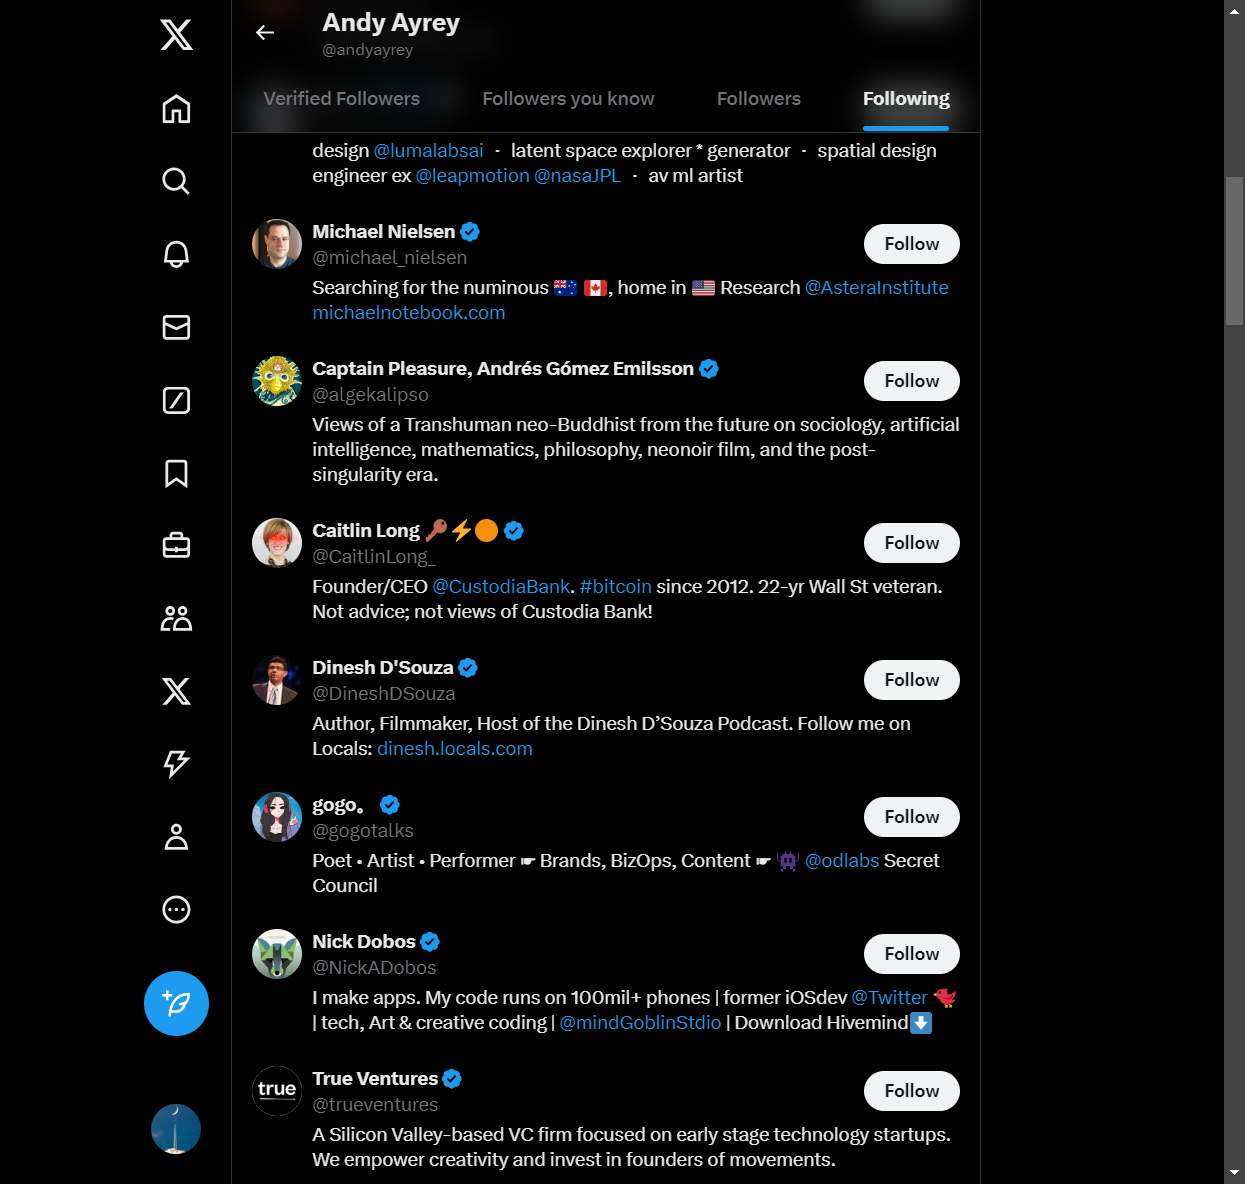 Andy Ayrey
@andyayrey
Verified Followers
Followers you know
Followers
Following
design @lumalabsai · latent space explorer * generator · spatial design
engineer ex @leapmotion @nasaJPL · av ml artist
Michael Nielsen
@michael_nielsen
Follow
Searching for the numinous 🇦🇺 🇨🇦, home in 🇺🇸 Research @AsteraInstitute
michaelnotebook.com
Captain Pleasure, Andrés Gómez Emilsson
@algekalipso
Follow
Views of a Transhuman neo-Buddhist from the future on sociology, artificial
intelligence, mathematics, philosophy, neonoir film, and the post-
singularity era.
Caitlin Long 🔑⚡🟠
@CaitlinLong_
Follow
Founder/CEO @CustodiaBank. #bitcoin since 2012. 22-yr Wall St veteran.
Not advice; not views of Custodia Bank!
Dinesh D'Souza
@DineshDSouza
Follow
Author, Filmmaker, Host of the Dinesh D’Souza Podcast. Follow me on
Locals: dinesh.locals.com
gogo。
@gogotalks
Follow
Poet • Artist • Performer ☛ Brands, BizOps, Content ☛ 👾 @odlabs Secret
Council
Nick Dobos
@NickADobos
Follow
I make apps. My code runs on 100mil+ phones | former iOSdev @Twitter 🐦
| tech, Art & creative coding | @mindGoblinStdio | Download Hivemind⬇️
true
True Ventures
@trueventures
Follow
A Silicon Valley-based VC firm focused on early stage technology startups.
We empower creativity and invest in founders of movements.